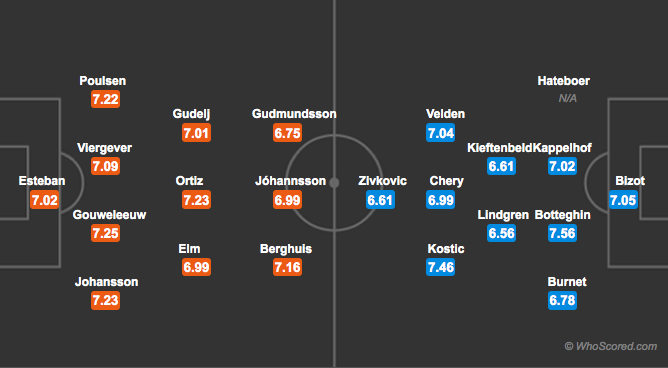 Poulsen
7.22
Hateboer
N/A
Gudelj
7.01
Gudmundsson
6.75
Velden
7.04
Viergever
7.09
Kieftenbeld
6.61
Kappelhof
7.02
Esteban
7.02
Ortiz
7.23
Jóhannsson
6.99
Zivkovic
6.61
Chery
6.99
Bizot
7.05
Gouweleeuw
7.25
Lindgren
6.56
Botteghin
7.56
Elm
6.99
Berghuis
7.16
Kostic
7.46
Johansson
7.23
Burnet
6.78
© WhoScored.com